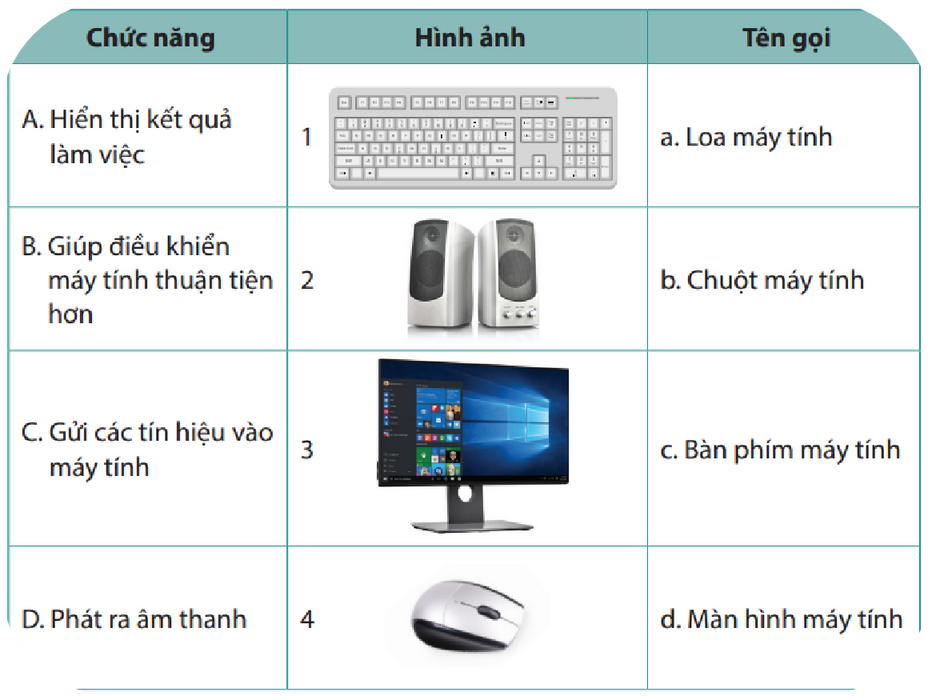 Chức năng
Hình ảnh
Tên gọi
A. Hiển thị kết quả
làm việc
1
a. Loa máy tính
B. Giúp điều khiển
máy tính thuận tiện
hơn
2
b. Chuột máy tính
C. Gửi các tín hiệu vào
máy tính
3
c. Bàn phím máy tính
D. Phát ra âm thanh
4
d. Màn hình máy tính